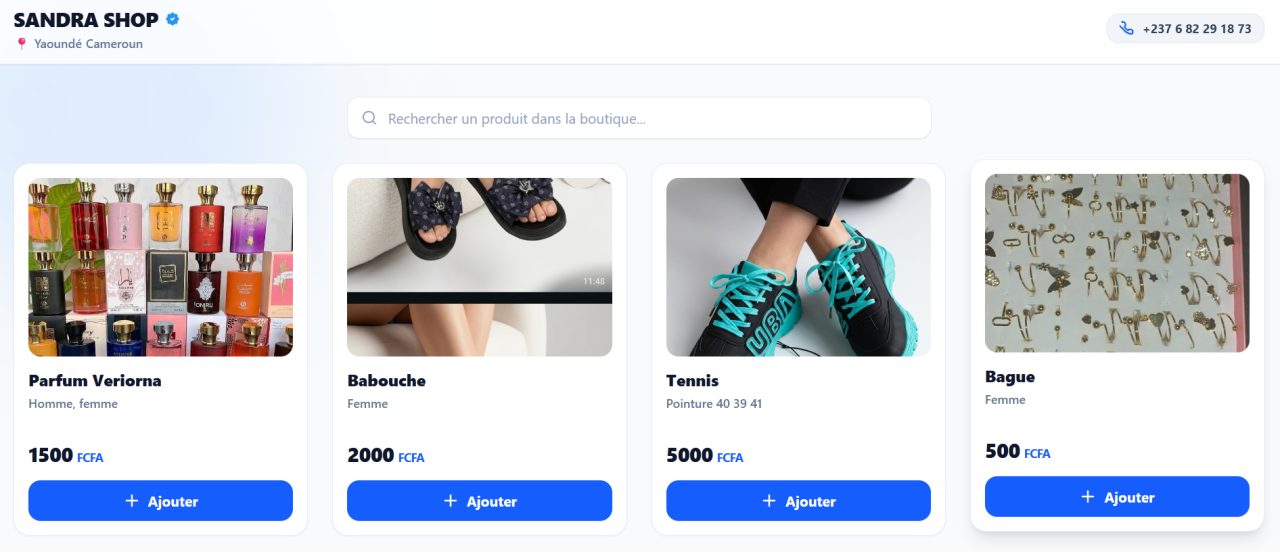 SANDRA SHOP
Yaoundé Cameroun
+237 6 82 29 18 73
Rechercher un produit dans la boutique...
11:48
Parfum Veriorna
Homme, femme
1500 FCFA
Ajouter
Babouche
Femme
2000 FCFA
Ajouter
Tennis
Pointure 40 39 41
5000 FCFA
Ajouter
Bague
Femme
500 FCFA
Ajouter